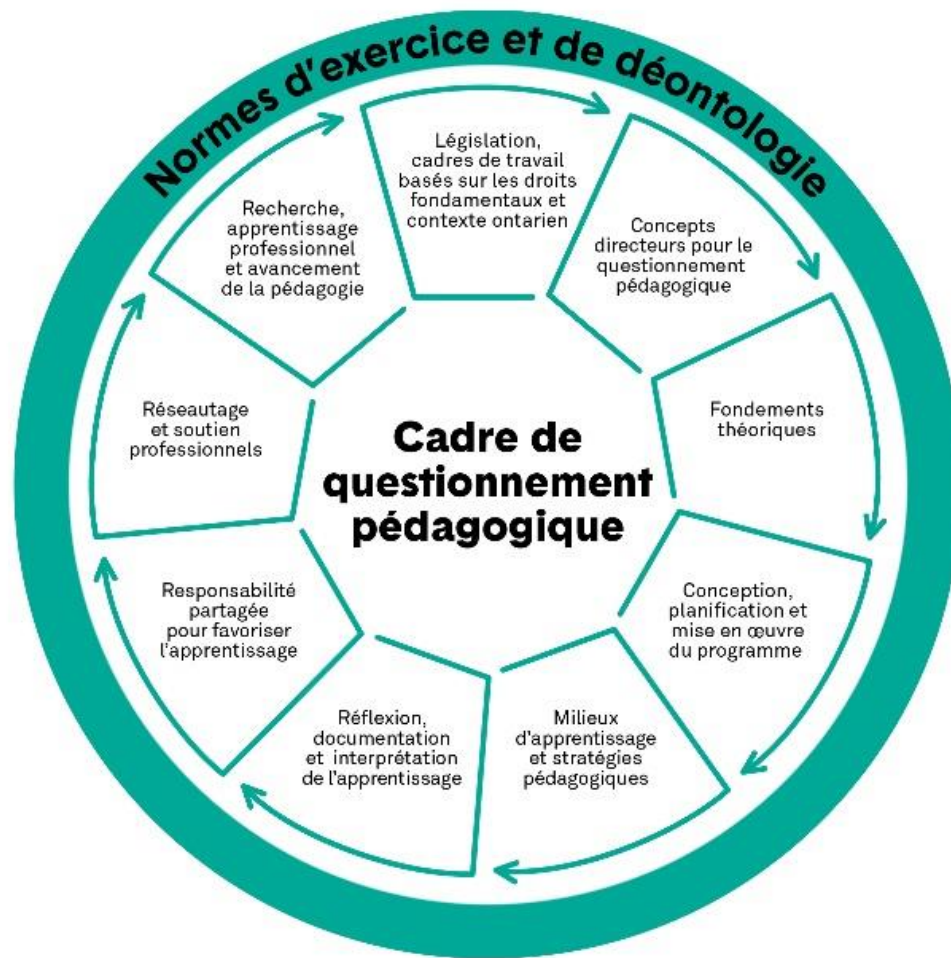 Normes d'exercice et de déontologie
Législation,
cadres de travail
basés sur les droits
fondamentaux et
contexte ontarien
Concepts
directeurs pour le
questionnement
pédagogique
Fondements
théoriques
Conception,
planification et
mise en œuvre
du programme
Milieux
d'apprentissage
et stratégies
pédagogiques
Réflexion,
documentation
et interprétation
de l'apprentissage
Responsabilité
partagée
pour favoriser
l'apprentissage
Réseautage
et soutien
professionnels
Recherche,
apprentissage
professionnel
et avancement
de la pédagogie
Cadre de
questionnement
pédagogique